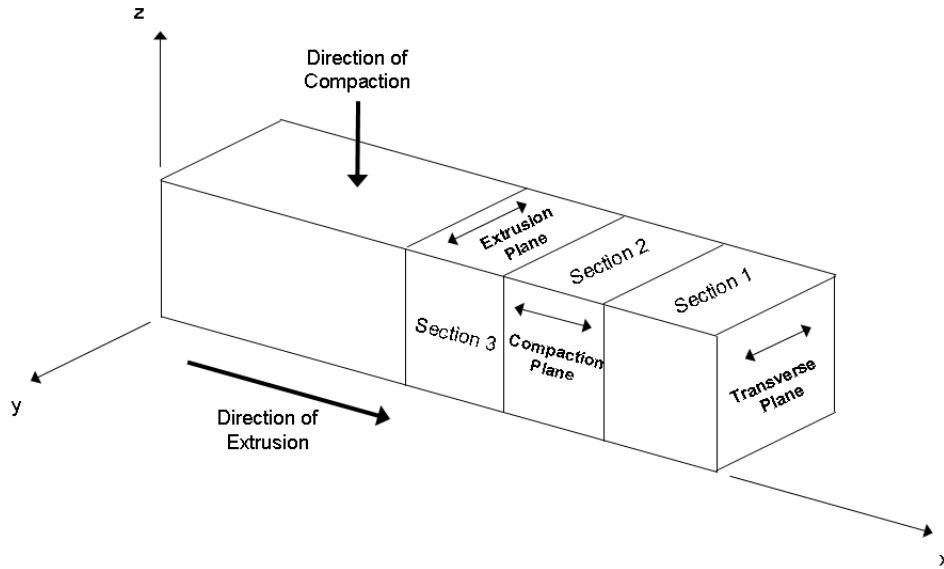 z
Direction of
Compaction
Extrusion
Plane
Section 2
Section 1
Section 3
Compaction
Plane
Transverse
Plane
y
Direction of
Extrusion
x